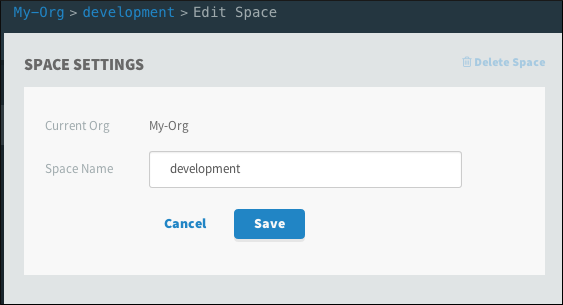 My-Org > development > Edit Space
SPACE SETTINGS
Delete Space
Current Org My-Org
Space Name development
Cancel Save